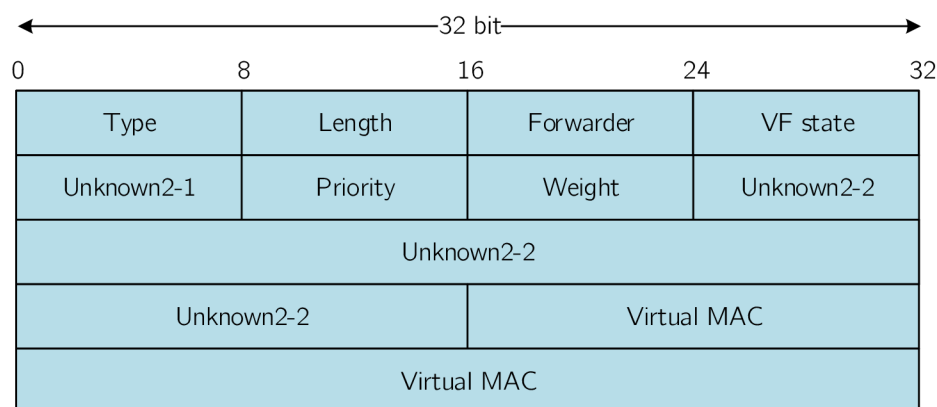 32 bit
0 8 16 24 32
Type Length Forwarder VF state
Unknown2-1 Priority Weight Unknown2-2
Unknown2-2
Unknown2-2 Virtual MAC
Virtual MAC